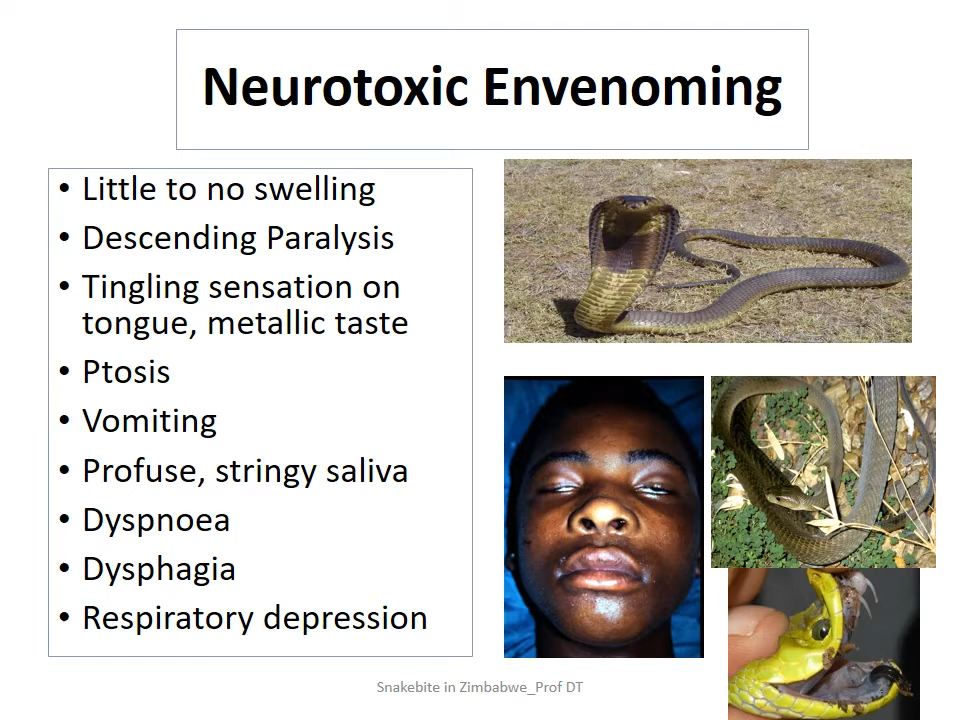 Neurotoxic Envenoming
• Little to no swelling
• Descending Paralysis
• Tingling sensation on
tongue, metallic taste
• Ptosis
• Vomiting
• Profuse, stringy saliva
• Dyspnoea
• Dysphagia
• Respiratory depression
Snakebite in Zimbabwe_Prof DT